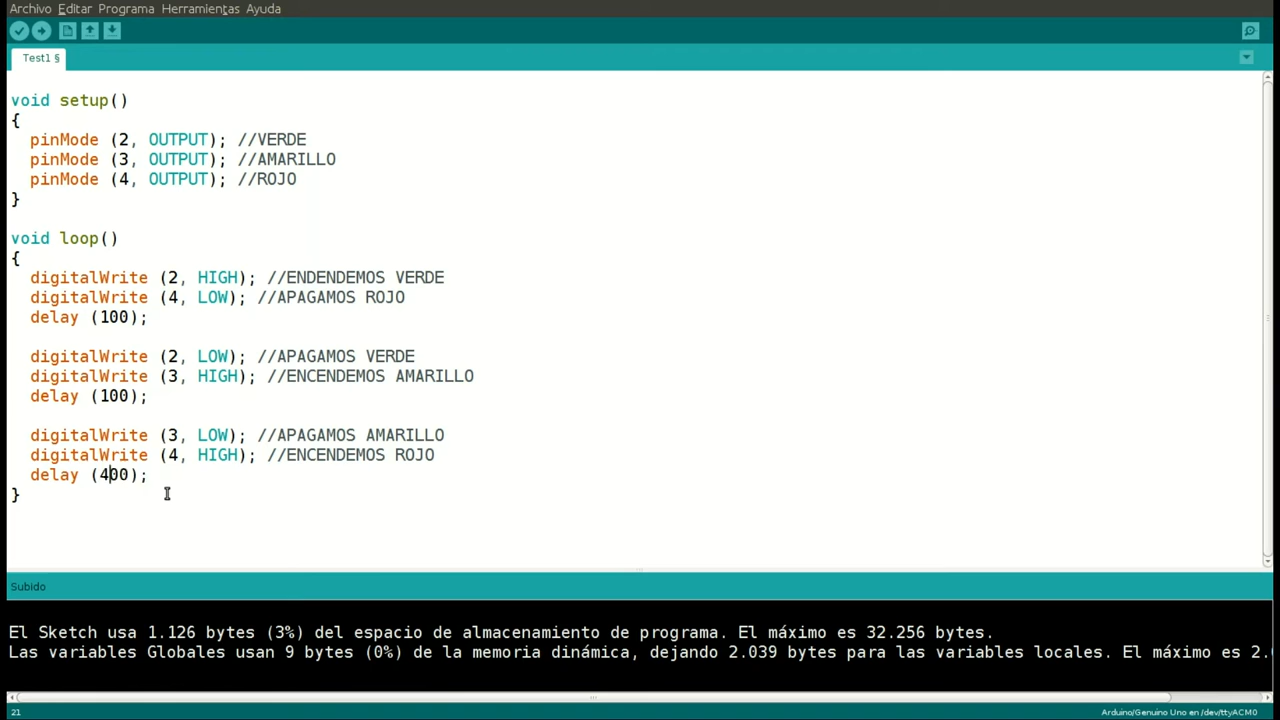 Archivo Editar Programa Herramientas Ayuda
Test1 §
void setup()
{
pinMode (2, OUTPUT); //VERDE
pinMode (3, OUTPUT); //AMARILLO
pinMode (4, OUTPUT); //ROJO
}
void loop()
{
digitalWrite (2, HIGH); //ENDENDEMOS VERDE
digitalWrite (4, LOW); //APAGAMOS ROJO
delay (100);
digitalWrite (2, LOW); //APAGAMOS VERDE
digitalWrite (3, HIGH); //ENCENDEMOS AMARILLO
delay (100);
digitalWrite (3, LOW); //APAGAMOS AMARILLO
digitalWrite (4, HIGH); //ENCENDEMOS ROJO
delay (400);
}
Subido
El Sketch usa 1.126 bytes (3%) del espacio de almacenamiento de programa. El máximo es 32.256 bytes.
Las variables Globales usan 9 bytes (0%) de la memoria dinámica, dejando 2.039 bytes para las variables locales. El máximo es 2.
21 Arduino/Genuino Uno en /dev/ttyACM0